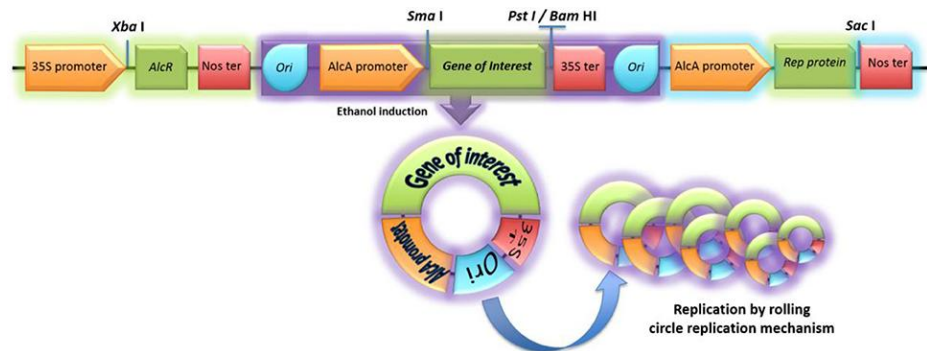 Xba I
Sma I
Pst I / Bam HI
Sac I
35S promoter
AlcR
Nos ter
Ori
AlcA promoter
Gene of Interest
35S ter
Ori
AlcA promoter
Rep protein
Nos ter
Ethanol induction
Gene of interest
AlcA promoter
Ori
35S T
Replication by rolling
circle replication mechanism